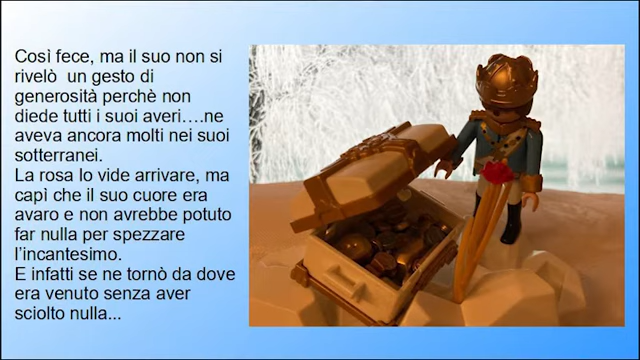 Così fece, ma il suo non si
rivelò  un gesto di
generosità perchè non
diede tutti i suoi averi….ne
aveva ancora molti nei suoi
sotterranei.
La rosa lo vide arrivare, ma
capì che il suo cuore era
avaro e non avrebbe potuto
far nulla per spezzare
l’incantesimo.
E infatti se ne tornò da dove
era venuto senza aver
sciolto nulla...